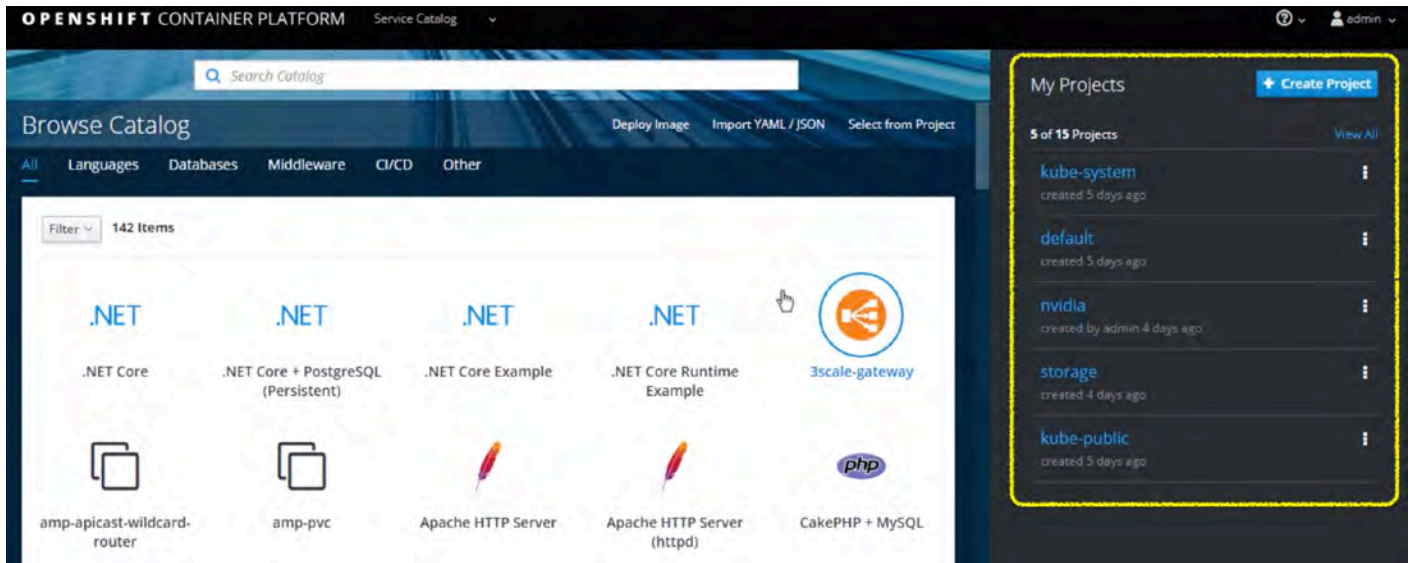 OPENSHIFT CONTAINER PLATFORM Service Catalog admin
Search Catalog
Browse Catalog Deploy Image Import YAML / JSON Select from Project
All Languages Databases Middleware CI/CD Other
Filter 142 Items
.NET .NET .NET .NET
.NET Core .NET Core + PostgreSQL (Persistent) .NET Core Example .NET Core Runtime Example 3scale-gateway
php
amp-apicast-wildcard-router amp-pvc Apache HTTP Server Apache HTTP Server (httpd) CakePHP + MySQL
My Projects + Create Project
5 of 15 Projects View All
kube-system
created 5 days ago
default
created 5 days ago
nvidia
created by admin 4 days ago
storage
created 4 days ago
kube-public
created 5 days ago